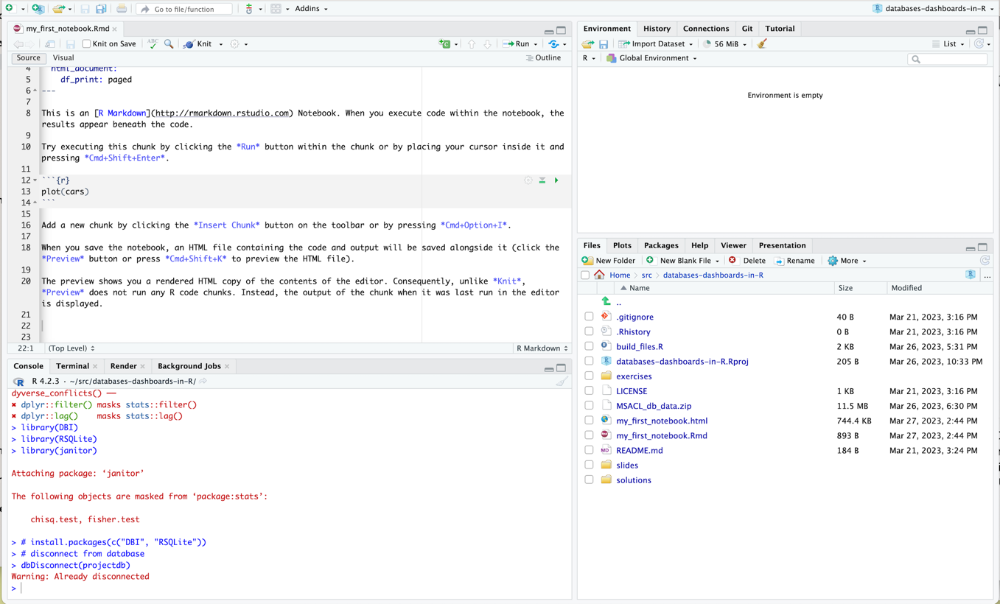 Go to file/function
Addins
databases-dashboards-in-R
my_first_notebook.Rmd
Knit on Save
ABC
Knit
Run
Source
Visual
Outline
4 html_document:
5 df_print: paged
6 ---
7
8 This is an [R Markdown](http://rmarkdown.rstudio.com) Notebook. When you execute code within the notebook, the
results appear beneath the code.
9
10 Try executing this chunk by clicking the *Run* button within the chunk or by placing your cursor inside it and
pressing *Cmd+Shift+Enter*.
11
12 ```{r}
13 plot(cars)
14 ```
15
16 Add a new chunk by clicking the *Insert Chunk* button on the toolbar or by pressing *Cmd+Option+I*.
17
18 When you save the notebook, an HTML file containing the code and output will be saved alongside it (click the
*Preview* button or press *Cmd+Shift+K* to preview the HTML file).
19
20 The preview shows you a rendered HTML copy of the contents of the editor. Consequently, unlike *Knit*,
*Preview* does not run any R code chunks. Instead, the output of the chunk when it was last run in the editor
is displayed.
21
22
23
22:1 (Top Level) R Markdown
Console Terminal Render Background Jobs
R 4.2.3 · ~/src/databases-dashboards-in-R/
dyverse_conflicts() ──
✖ dplyr::filter() masks stats::filter()
✖ dplyr::lag()    masks stats::lag()
> library(DBI)
> library(RSQLite)
> library(janitor)
Attaching package: ‘janitor’
The following objects are masked from ‘package:stats’:
chisq.test, fisher.test
> # install.packages(c("DBI", "RSQLite"))
> # disconnect from database
> dbDisconnect(projectdb)
Warning: Already disconnected
>
Environment History Connections Git Tutorial
Import Dataset 56 MiB List
R Global Environment
Environment is empty
Files Plots Packages Help Viewer Presentation
New Folder New Blank File Delete Rename More
Home src databases-dashboards-in-R ...
Name Size Modified
..
.gitignore 40 B Mar 21, 2023, 3:16 PM
.Rhistory 0 B Mar 21, 2023, 3:16 PM
build_files.R 2 KB Mar 26, 2023, 5:31 PM
databases-dashboards-in-R.Rproj 205 B Mar 26, 2023, 10:33 PM
exercises
LICENSE 1 KB Mar 21, 2023, 3:16 PM
MSACL_db_data.zip 11.5 MB Mar 26, 2023, 6:30 PM
my_first_notebook.html 744.4 KB Mar 27, 2023, 2:44 PM
my_first_notebook.Rmd 893 B Mar 27, 2023, 2:44 PM
README.md 184 B Mar 21, 2023, 3:24 PM
slides
solutions